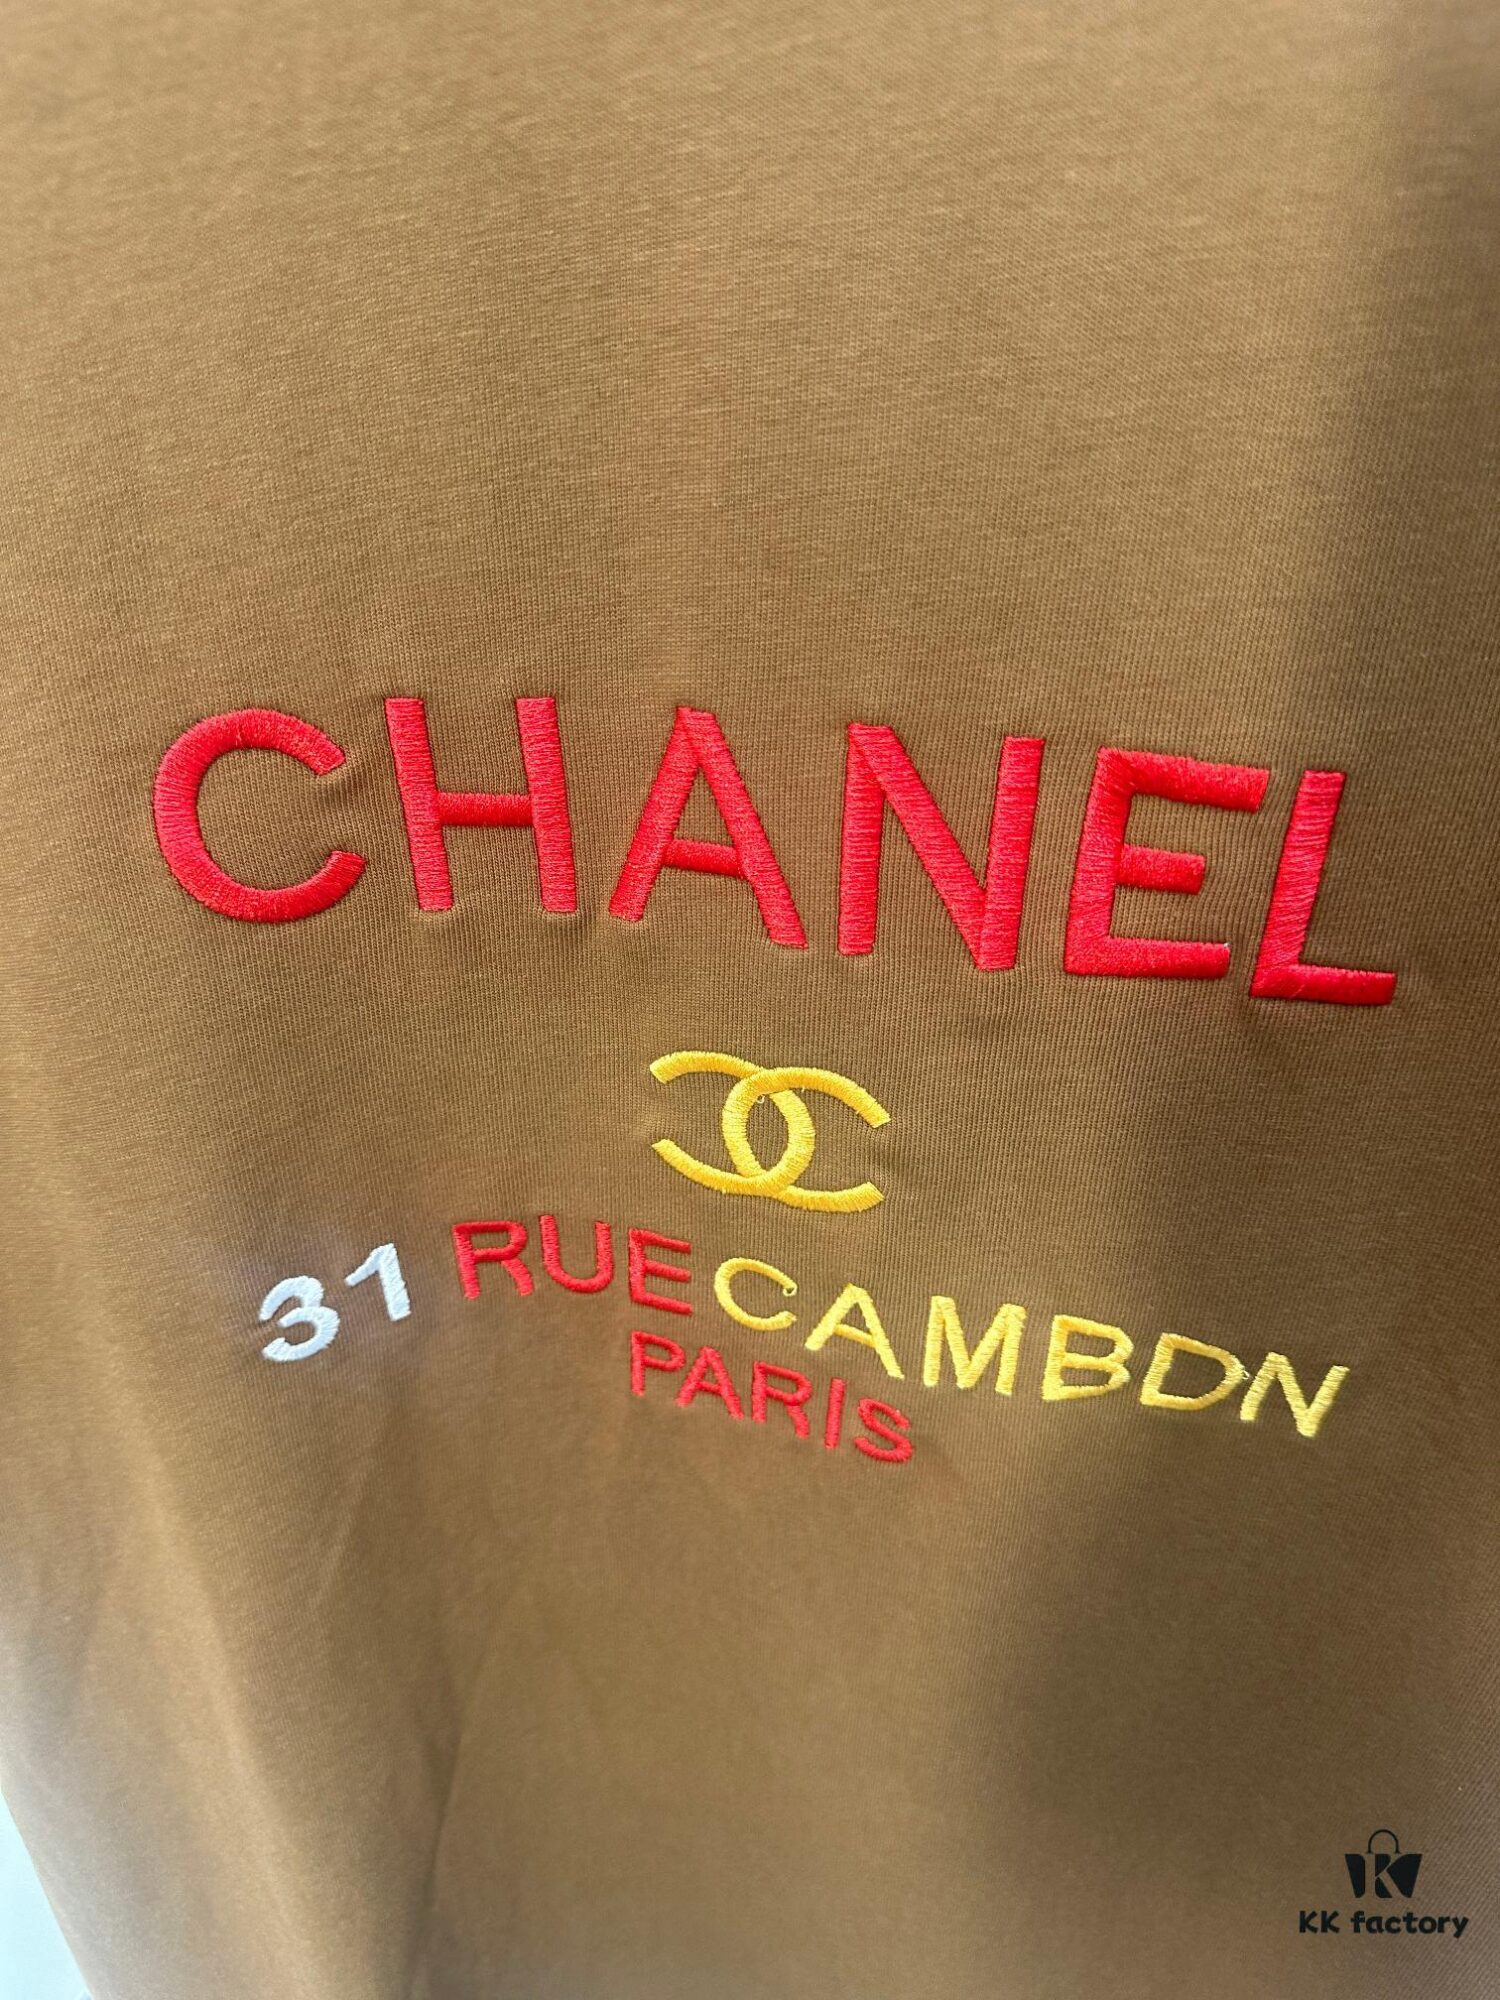 CHANEL
31 RUE CAMBDN
PARIS
KK factory